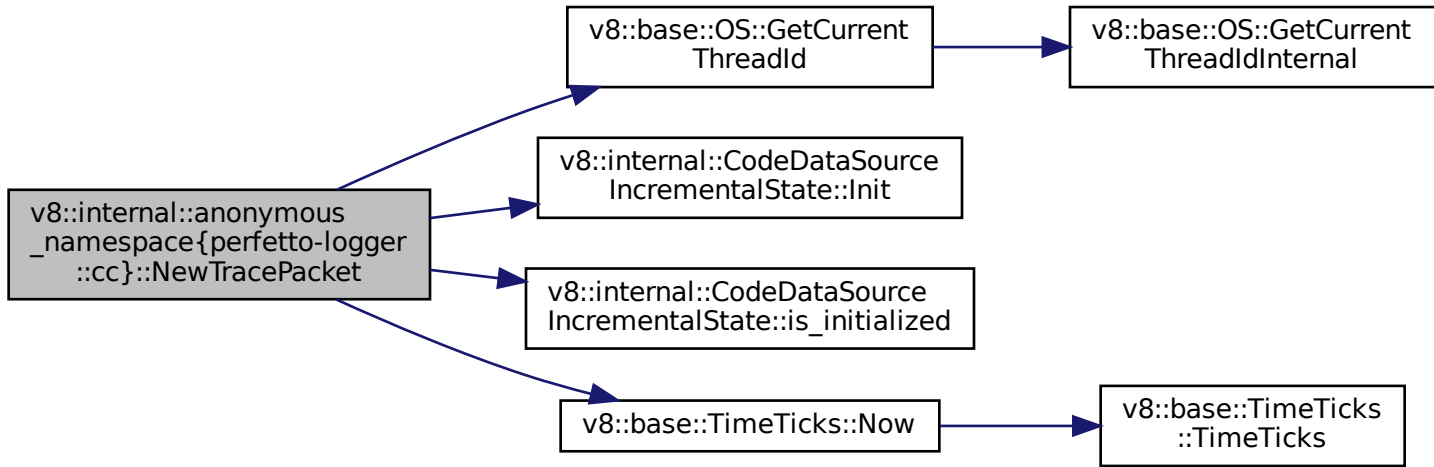 v8::internal::anonymous
_namespace{perfetto-logger
::cc}::NewTracePacket
v8::base::OS::GetCurrent
ThreadId
v8::base::OS::GetCurrent
ThreadIdInternal
v8::internal::CodeDataSource
IncrementalState::Init
v8::internal::CodeDataSource
IncrementalState::is_initialized
v8::base::TimeTicks::Now
v8::base::TimeTicks
::TimeTicks